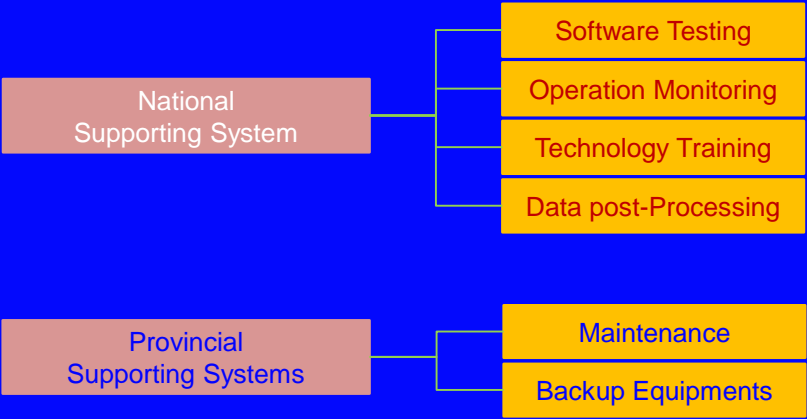 National
Supporting System
Software Testing
Operation Monitoring
Technology Training
Data post-Processing
Provincial
Supporting Systems
Maintenance
Backup Equipments